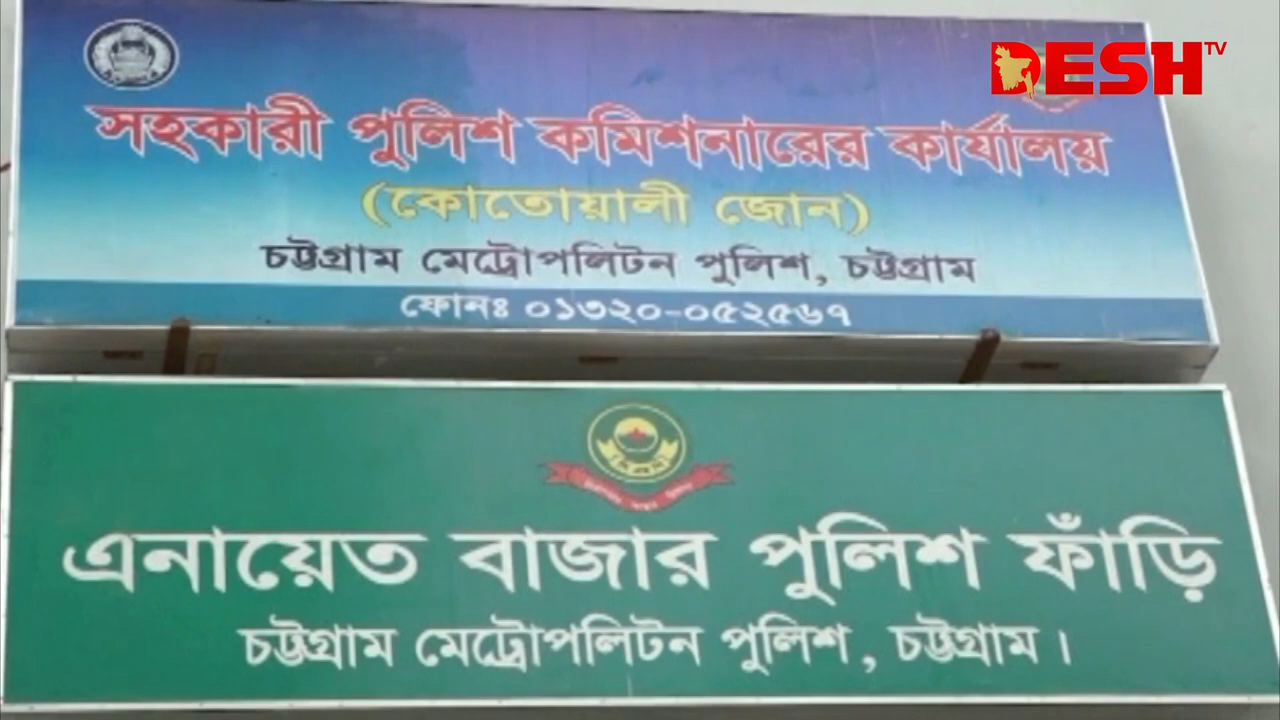 DESH TV
সহকারী পুলিশ কমিশনারের কার্যালয়
(কোতোয়ালী জোন)
চট্টগ্রাম মেট্রোপলিটন পুলিশ, চট্টগ্রাম
ফোনঃ ০১৩২০-০৫২৫৬৭
এনায়েত বাজার পুলিশ ফাঁড়ি
চট্টগ্রাম মেট্রোপলিটন পুলিশ, চট্টগ্রাম।